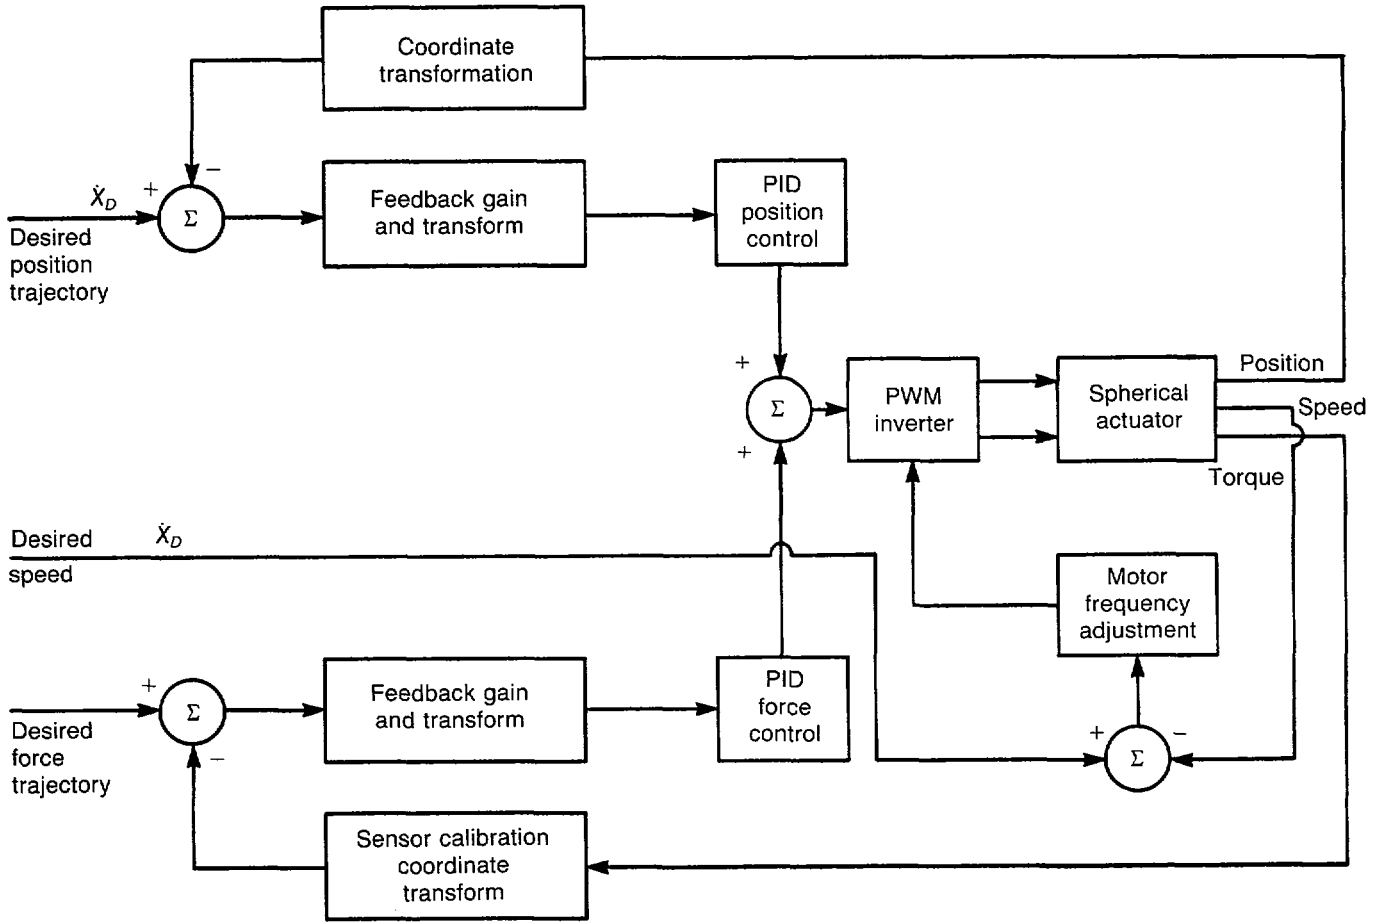 Coordinate
transformation
−
+
Ẋ_D
Σ
Desired
position
trajectory
Feedback gain
and transform
PID
position
control
+
Σ
+
PWM
inverter
Spherical
actuator
Position
Speed
Torque
Desired
speed
Ẋ_D
Motor
frequency
adjustment
+
−
Σ
+
Σ
−
Desired
force
trajectory
Feedback gain
and transform
PID
force
control
Sensor calibration
coordinate
transform